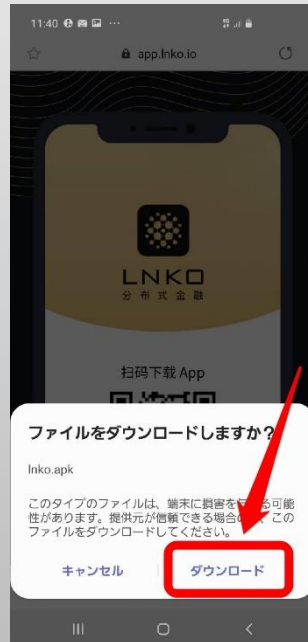 11:40
app.lnko.io
LNKO
分布式金融
扫码下载 App
ファイルをダウンロードしますか?
lnko.apk
このタイプのファイルは、端末に損害を
可能
性があります。提供元が信頼できる場合
、この
ファイルをダウンロードしてください。
キャンセル
ダウンロード